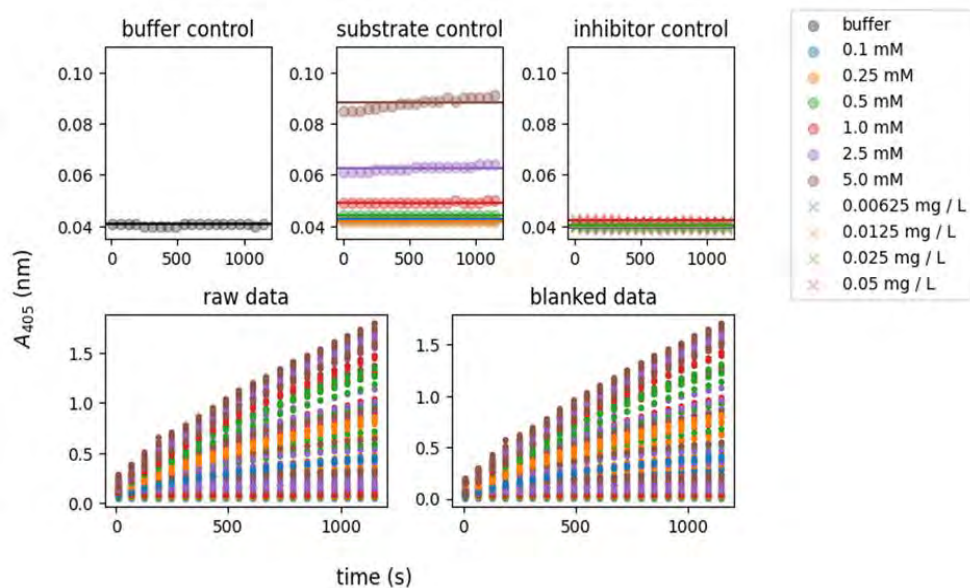 buffer control
substrate control
inhibitor control
0.10
0.08
0.06
0.04
0
500
1000
0.10
0.08
0.06
0.04
0
500
1000
0.10
0.08
0.06
0.04
0
500
1000
buffer
0.1 mM
0.25 mM
0.5 mM
1.0 mM
2.5 mM
5.0 mM
0.00625 mg / L
0.0125 mg / L
0.025 mg / L
0.05 mg / L
A405 (nm)
raw data
blanked data
1.5
1.0
0.5
0.0
0
500
1000
1.5
1.0
0.5
0.0
0
500
1000
time (s)